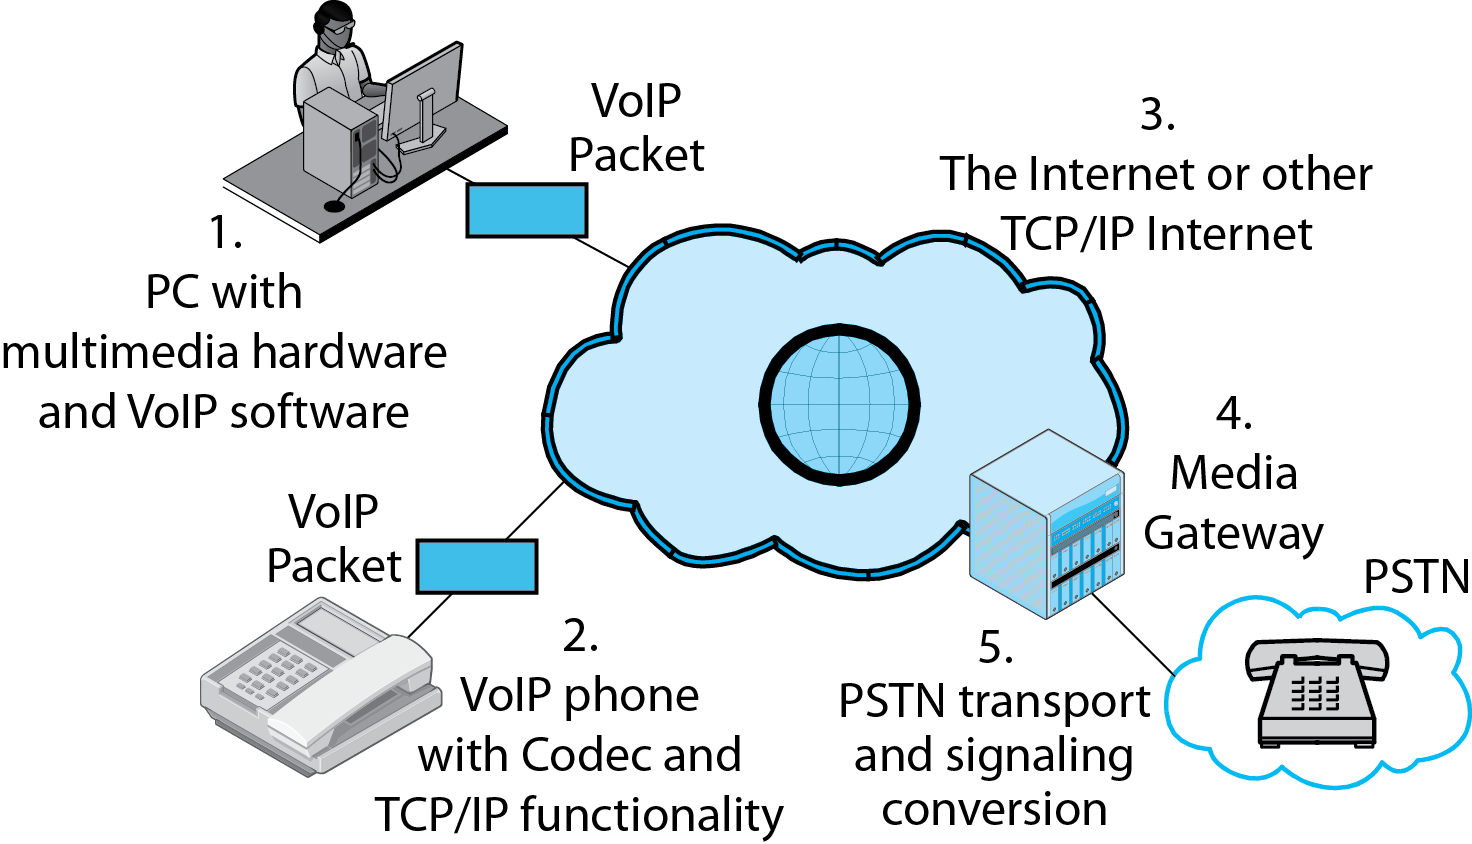 VoIP
Packet
1.
PC with
multimedia hardware
and VoIP software
3.
The Internet or other
TCP/IP Internet
VoIP
Packet
2.
VoIP phone
with Codec and
TCP/IP functionality
4.
Media
Gateway
PSTN
5.
PSTN transport
and signaling
conversion